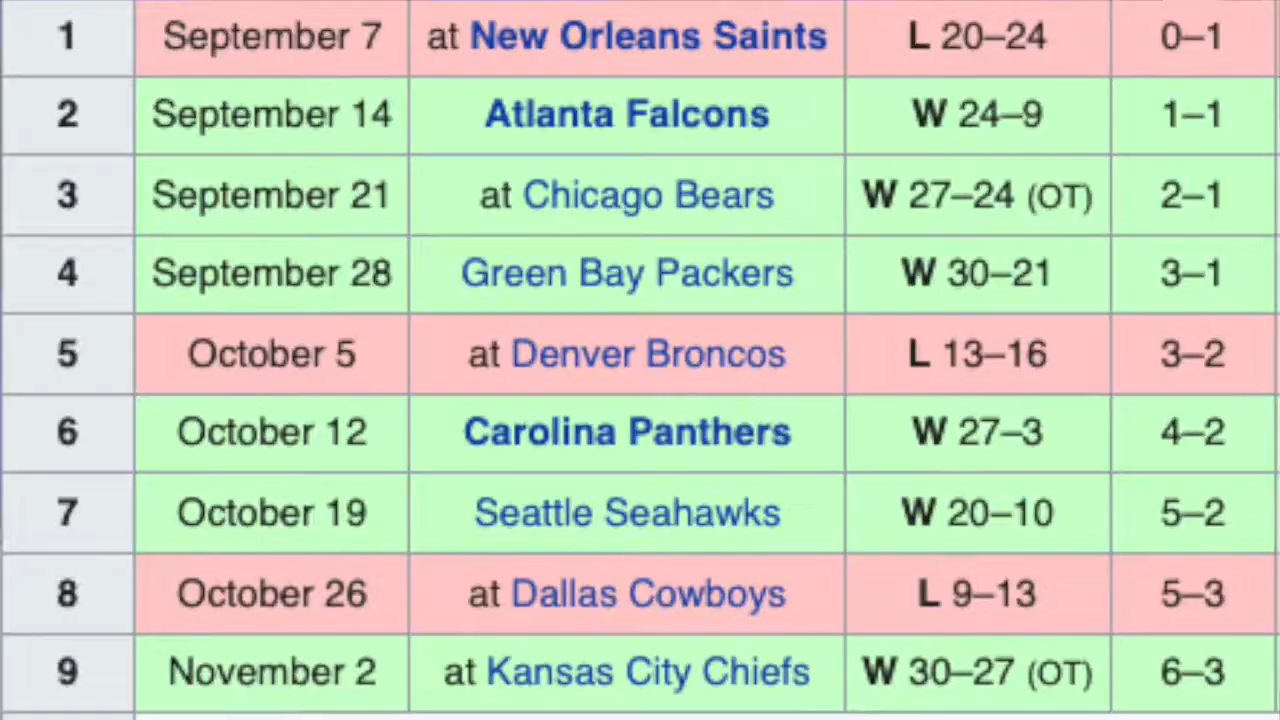 1 September 7 at New Orleans Saints L 20–24 0–1
2 September 14 Atlanta Falcons W 24–9 1–1
3 September 21 at Chicago Bears W 27–24 (OT) 2–1
4 September 28 Green Bay Packers W 30–21 3–1
5 October 5 at Denver Broncos L 13–16 3–2
6 October 12 Carolina Panthers W 27–3 4–2
7 October 19 Seattle Seahawks W 20–10 5–2
8 October 26 at Dallas Cowboys L 9–13 5–3
9 November 2 at Kansas City Chiefs W 30–27 (OT) 6–3